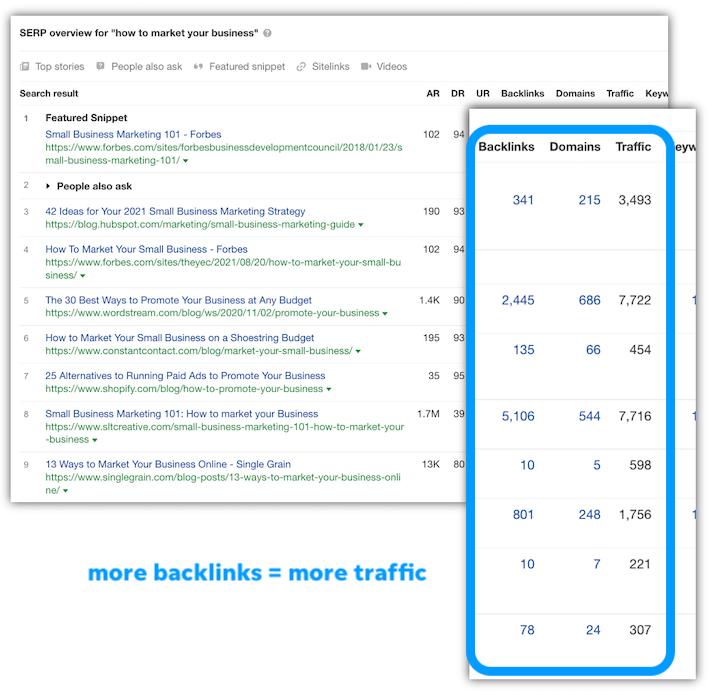 SERP overview for "how to market your business" ?
Top stories People also ask Featured snippet Sitelinks Videos
Search result AR DR UR Backlinks Domains Traffic Keyw
1 Featured Snippet
Small Business Marketing 101 - Forbes 102 94
https://www.forbes.com/sites/forbesbusinessdevelopmentcouncil/2018/01/23/s
mall-business-marketing-101/
2 People also ask
3 42 Ideas for Your 2021 Small Business Marketing Strategy 190 93
https://blog.hubspot.com/marketing/small-business-marketing-guide
4 How To Market Your Small Business - Forbes 102 94
https://www.forbes.com/sites/theyec/2021/08/20/how-to-market-your-small-bu
siness/
5 The 30 Best Ways to Promote Your Business at Any Budget 1.4K 90
https://www.wordstream.com/blog/ws/2020/11/02/promote-your-business
6 How to Market Your Small Business on a Shoestring Budget 195 93
https://www.constantcontact.com/blog/market-your-small-business/
7 25 Alternatives to Running Paid Ads to Promote Your Business 35 95
https://www.shopify.com/blog/how-to-promote-your-business
8 Small Business Marketing 101: How to market your Business 1.7M 39
https://www.sltcreative.com/small-business-marketing-101-how-to-market-your
-business
9 13 Ways to Market Your Business Online - Single Grain 13K 80
https://www.singlegrain.com/blog-posts/13-ways-to-market-your-business-onli
ne/
Backlinks Domains Traffic eyw
341 215 3,493
2,445 686 7,722 1
135 66 454
5,106 544 7,716 1
10 5 598
801 248 1,756 1
10 7 221
78 24 307
more backlinks = more traffic